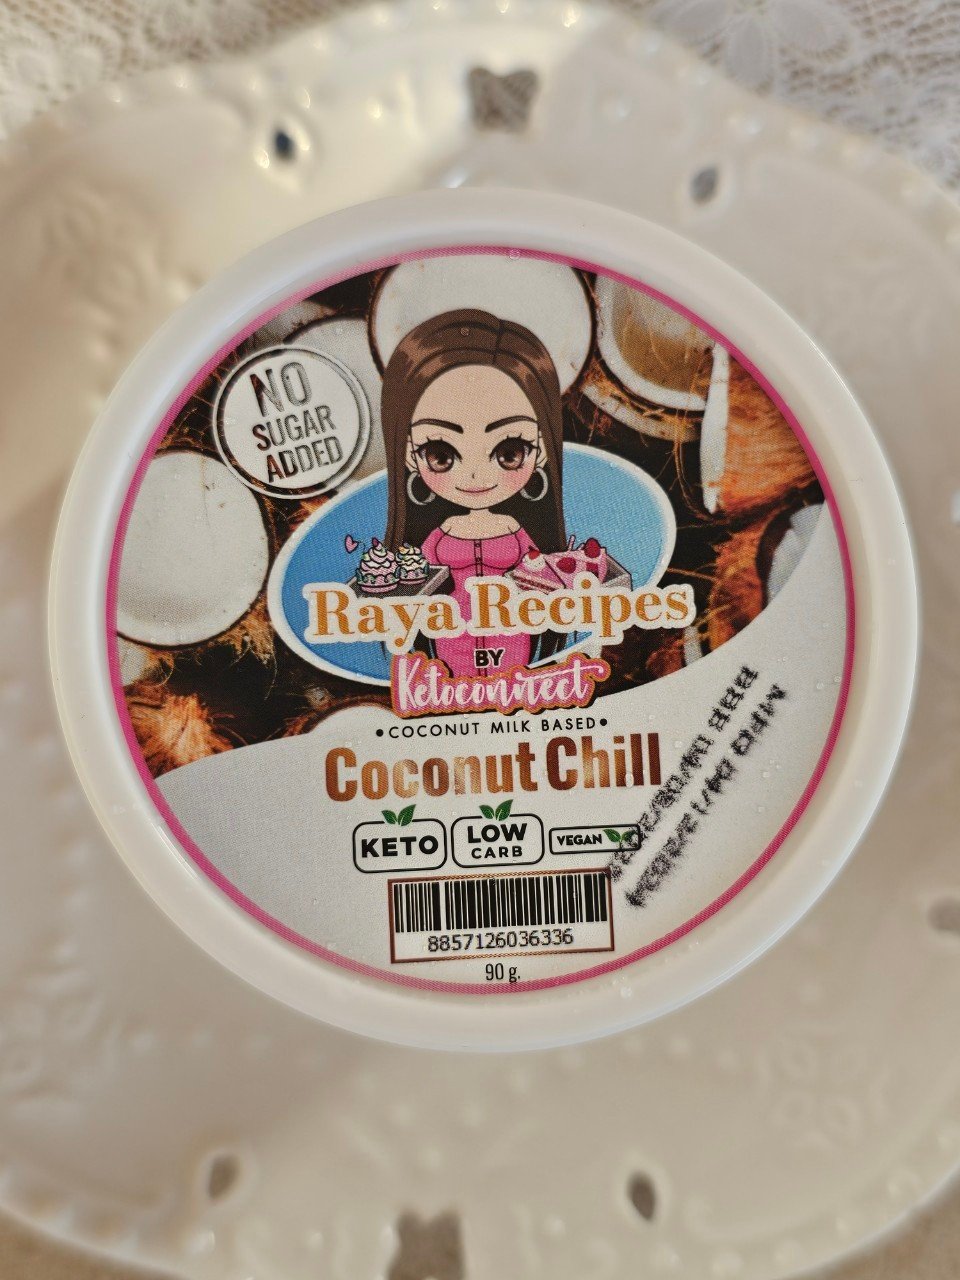 NO
SUGAR
ADDED
Raya Recipes
BY
Ketoconnect
•COCONUT MILK BASED•
Coconut Chill
KETO
LOW
CARB
VEGAN
8857126036336
90 g.